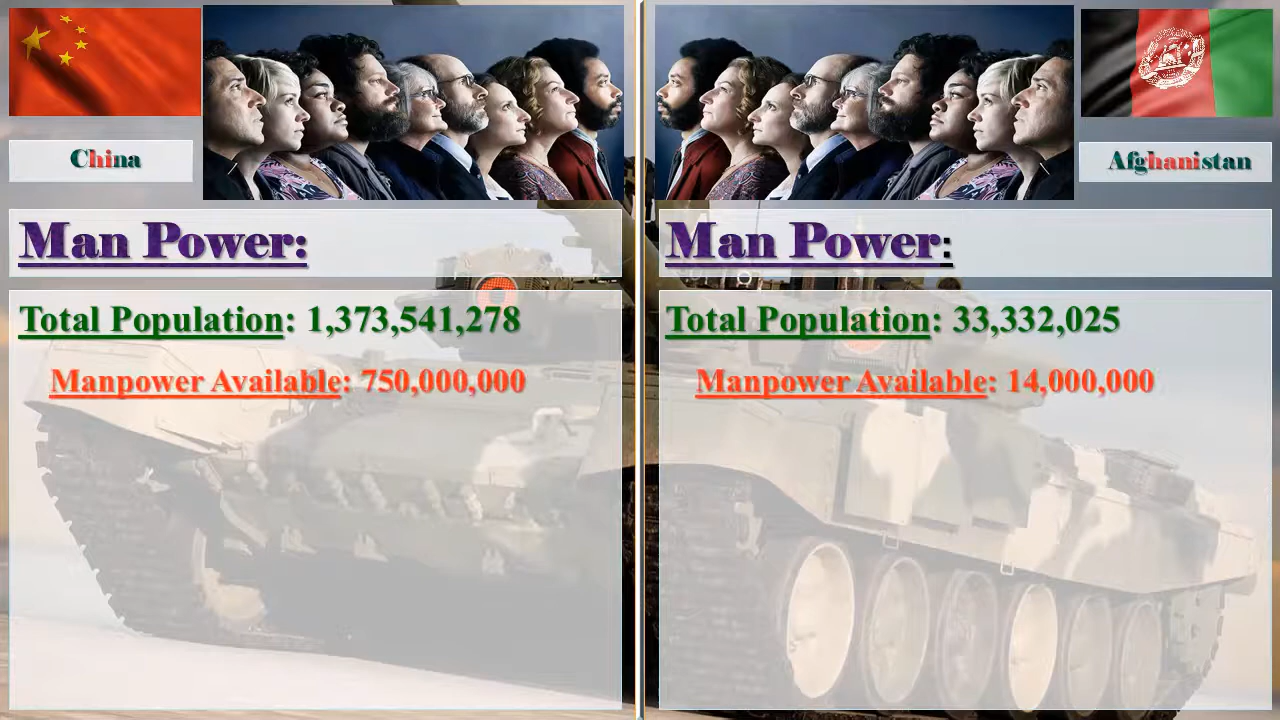 China
Man Power:
Total Population: 1,373,541,278
Manpower Available: 750,000,000
Afghanistan
Man Power:
Total Population: 33,332,025
Manpower Available: 14,000,000